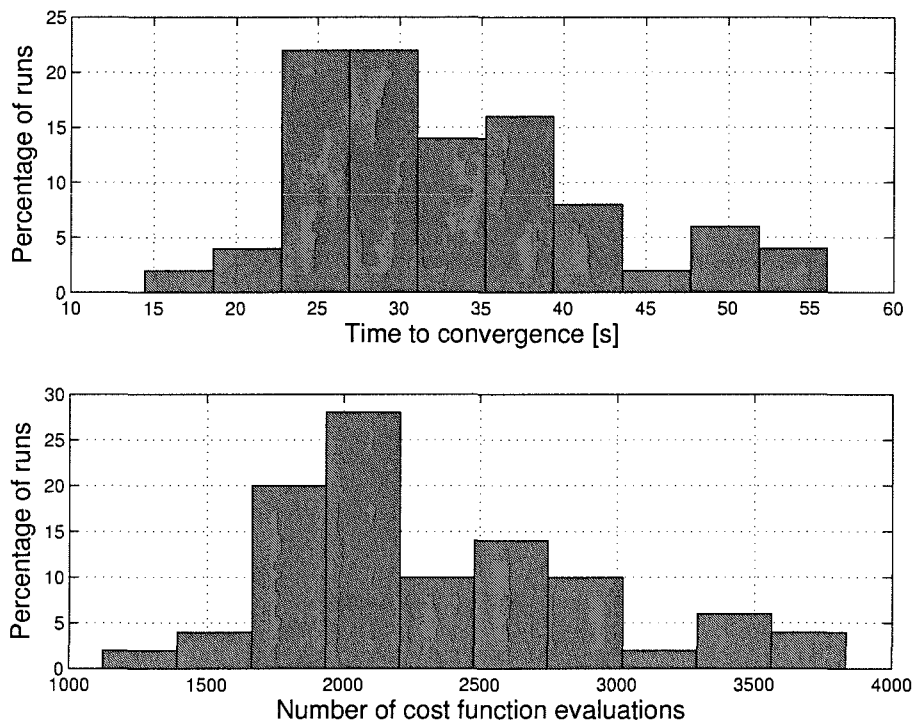 25
20
15
10
5
0
Percentage of runs
10 15 20 25 30 35 40 45 50 55 60
Time to convergence [s]
30
25
20
15
10
5
0
Percentage of runs
1000 1500 2000 2500 3000 3500 4000
Number of cost function evaluations